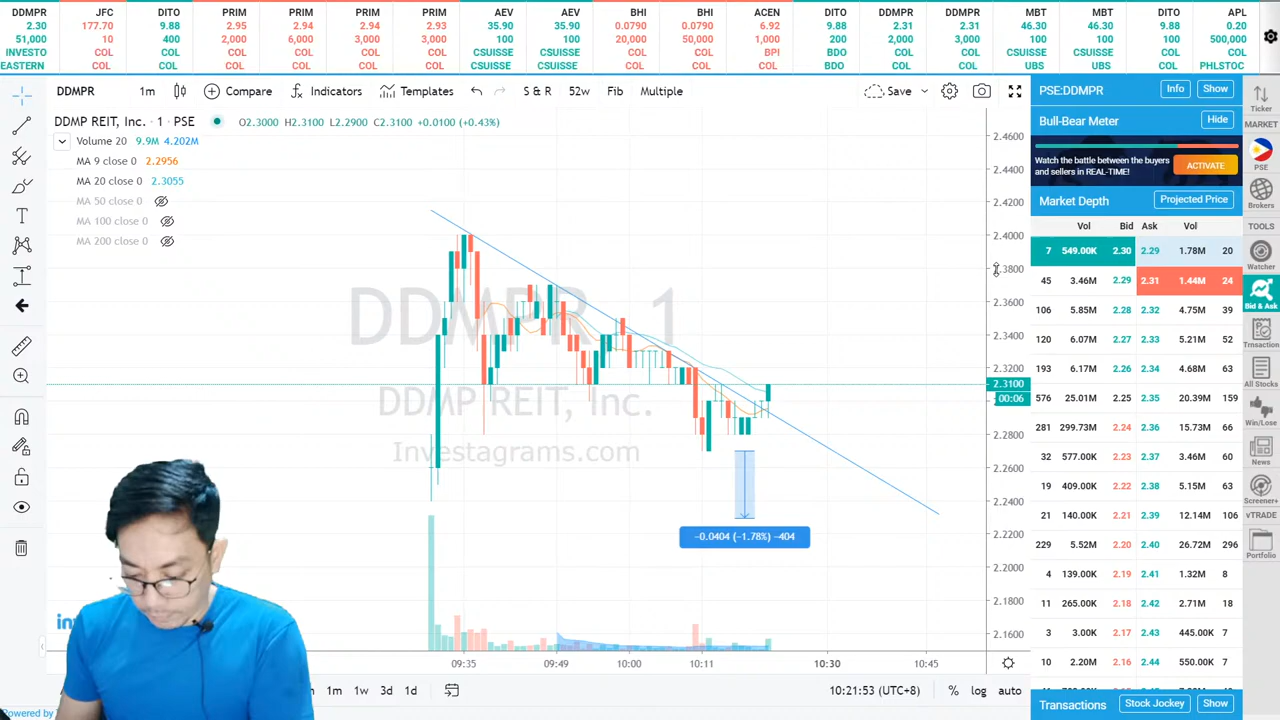 DDMPR JFC DITO PRIM PRIM PRIM PRIM AEV AEV BHI BHI ACEN DITO DDMPR DDMPR MBT MBT DITO APL
2.30 177.70 9.88 2.95 2.94 2.94 2.93 35.90 35.90 0.0790 0.0790 6.92 9.88 2.31 2.31 46.30 46.30 9.88 0.20
51,000 10 400 2,000 6,000 3,000 3,000 100 100 20,000 50,000 1,000 200 2,000 3,000 100 100 100 500,000
INVESTO COL COL COL COL COL COL CSUISSE CSUISSE COL COL BPI BDO COL COL CSUISSE CSUISSE COL COL
EASTERN COL COL COL COL COL COL CSUISSE CSUISSE COL COL COL BDO COL COL UBS UBS COL PHLSTOC
DDMPR 1m Compare Indicators Templates S & R 52w Fib Multiple Save
DDMP REIT, Inc. · 1 · PSE O2.3000 H2.3100 L2.2900 C2.3100 +0.0100 (+0.43%)
Volume 20 9.9M 4.202M
MA 9 close 0 2.2956
MA 20 close 0 2.3055
MA 50 close 0
MA 100 close 0
MA 200 close 0
DDMPR 1
DDMP REIT, Inc.
Investagrams.com
-0.0404 (-1.78%) -404
2.4600
2.4400
2.4200
2.4000
2.3800
2.3600
2.3400
2.3200
2.3100
00:06
2.2800
2.2600
2.2400
2.2200
2.2000
2.1800
2.1600
09:35 09:49 10:00 10:11 10:30 10:45
1m 1w 3d 1d 10:21:53 (UTC+8) % log auto
Powered by
PSE:DDMPR Info Show
Bull-Bear Meter Hide
Watch the battle between the buyers
and sellers in REAL-TIME! ACTIVATE
Market Depth Projected Price
Vol Bid Ask Vol
7 549.00K 2.30 2.29 1.78M 20
45 3.46M 2.29 2.31 1.44M 24
106 5.85M 2.28 2.32 4.75M 39
120 6.07M 2.27 2.33 5.21M 52
193 6.17M 2.26 2.34 4.68M 63
576 25.01M 2.25 2.35 20.39M 159
281 299.73M 2.24 2.36 15.73M 66
32 577.00K 2.23 2.37 3.46M 60
19 409.00K 2.22 2.38 5.15M 63
21 140.00K 2.21 2.39 12.14M 106
229 5.52M 2.20 2.40 26.72M 296
4 139.00K 2.19 2.41 1.32M 8
11 265.00K 2.18 2.42 2.71M 18
3 3.00K 2.17 2.43 445.00K 7
10 2.20M 2.16 2.44 550.00K 7
Transactions Stock Jockey Show
Ticker
MARKET
PSE
Brokers
TOOLS
Watcher
Bid & Ask
Trnsaction
All Stocks
Win/Lose
News
Screener+
vTRADE
Portfolio